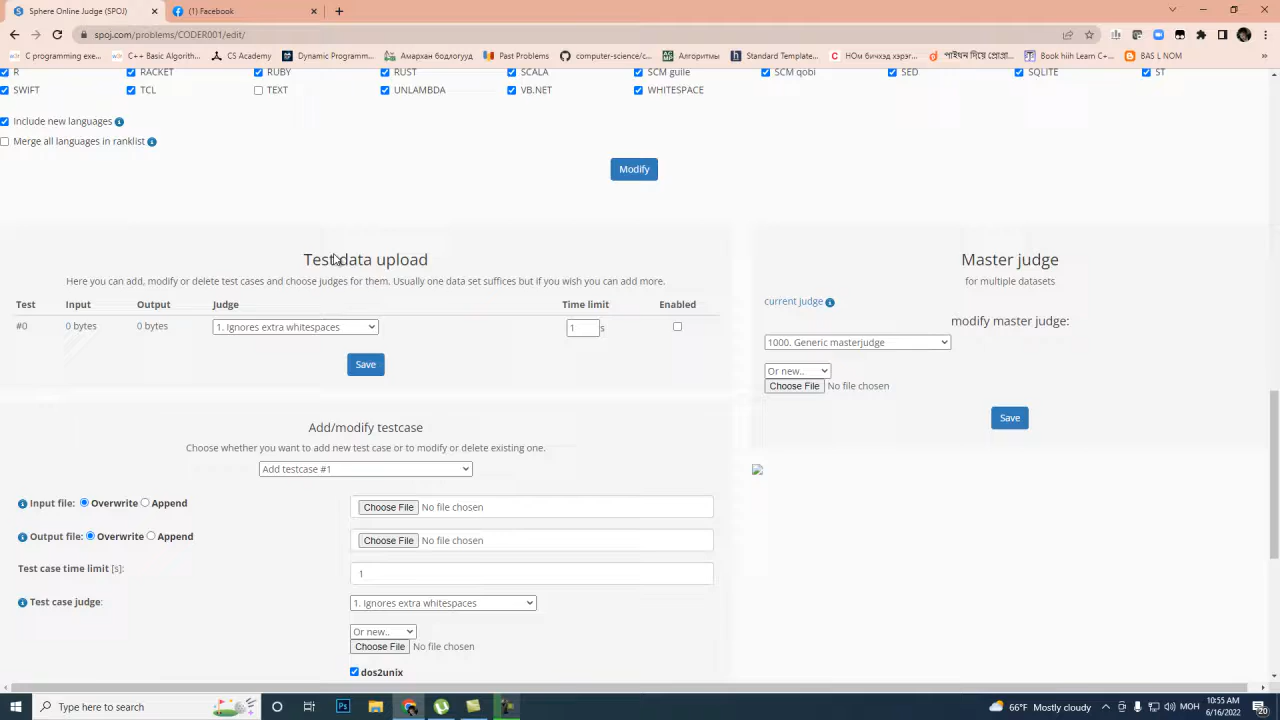 Sphere Online Judge (SPOJ)
(1) Facebook
spoj.com/problems/CODER001/edit/
C programming exe...
C++ Basic Algorith...
CS Academy
Dynamic Programm...
Амархан бодлогууд
Past Problems
computer-science/c...
Алгоритмы
Standard Template...
НОм бичхэд хэрэг...
Book hiih Learn C+...
BAS L NOM
R
RACKET
RUBY
RUST
SCALA
SCM guile
SCM qobi
SED
SQLITE
ST
SWIFT
TCL
TEXT
UNLAMBDA
VB.NET
WHITESPACE
Include new languages
Merge all languages in ranklist
Modify
Test data upload
Here you can add, modify or delete test cases and choose judges for them. Usually one data set suffices but if you wish you can add more.
Test Input Output Judge Time limit Enabled
#0 0 bytes 0 bytes 1. Ignores extra whitespaces 1 s
Save
Master judge
for multiple datasets
current judge
modify master judge:
1000. Generic masterjudge
Or new..
Choose File No file chosen
Save
Add/modify testcase
Choose whether you want to add new test case or to modify or delete existing one.
Add testcase #1
Input file: Overwrite Append
Choose File No file chosen
Output file: Overwrite Append
Choose File No file chosen
Test case time limit [s]:
1
Test case judge:
1. Ignores extra whitespaces
Or new..
Choose File No file chosen
dos2unix
Type here to search
66°F Mostly cloudy
МОН
10:55 AM
6/16/2022
20